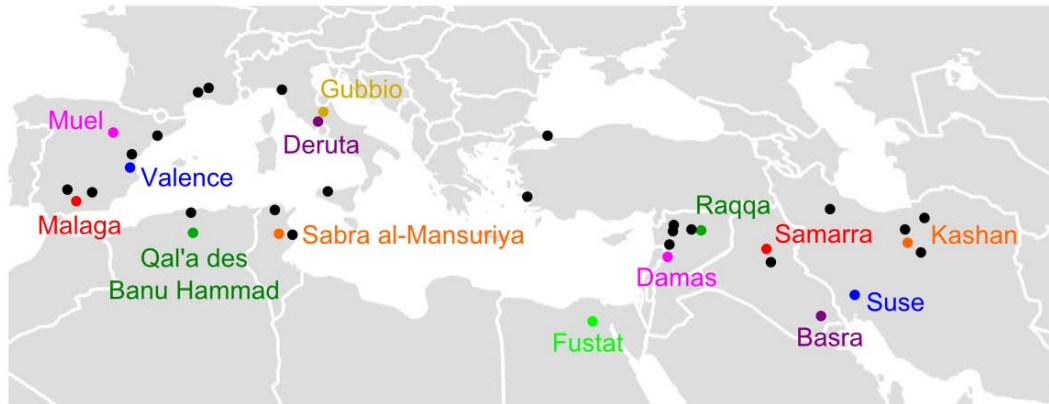 Gubbio
Muel
Deruta
Valence
Raqqa
Malaga
Sabra al-Mansuriya
Samarra
Kashan
Qal'a des
Banu Hammad
Damas
Suse
Fustat
Basra